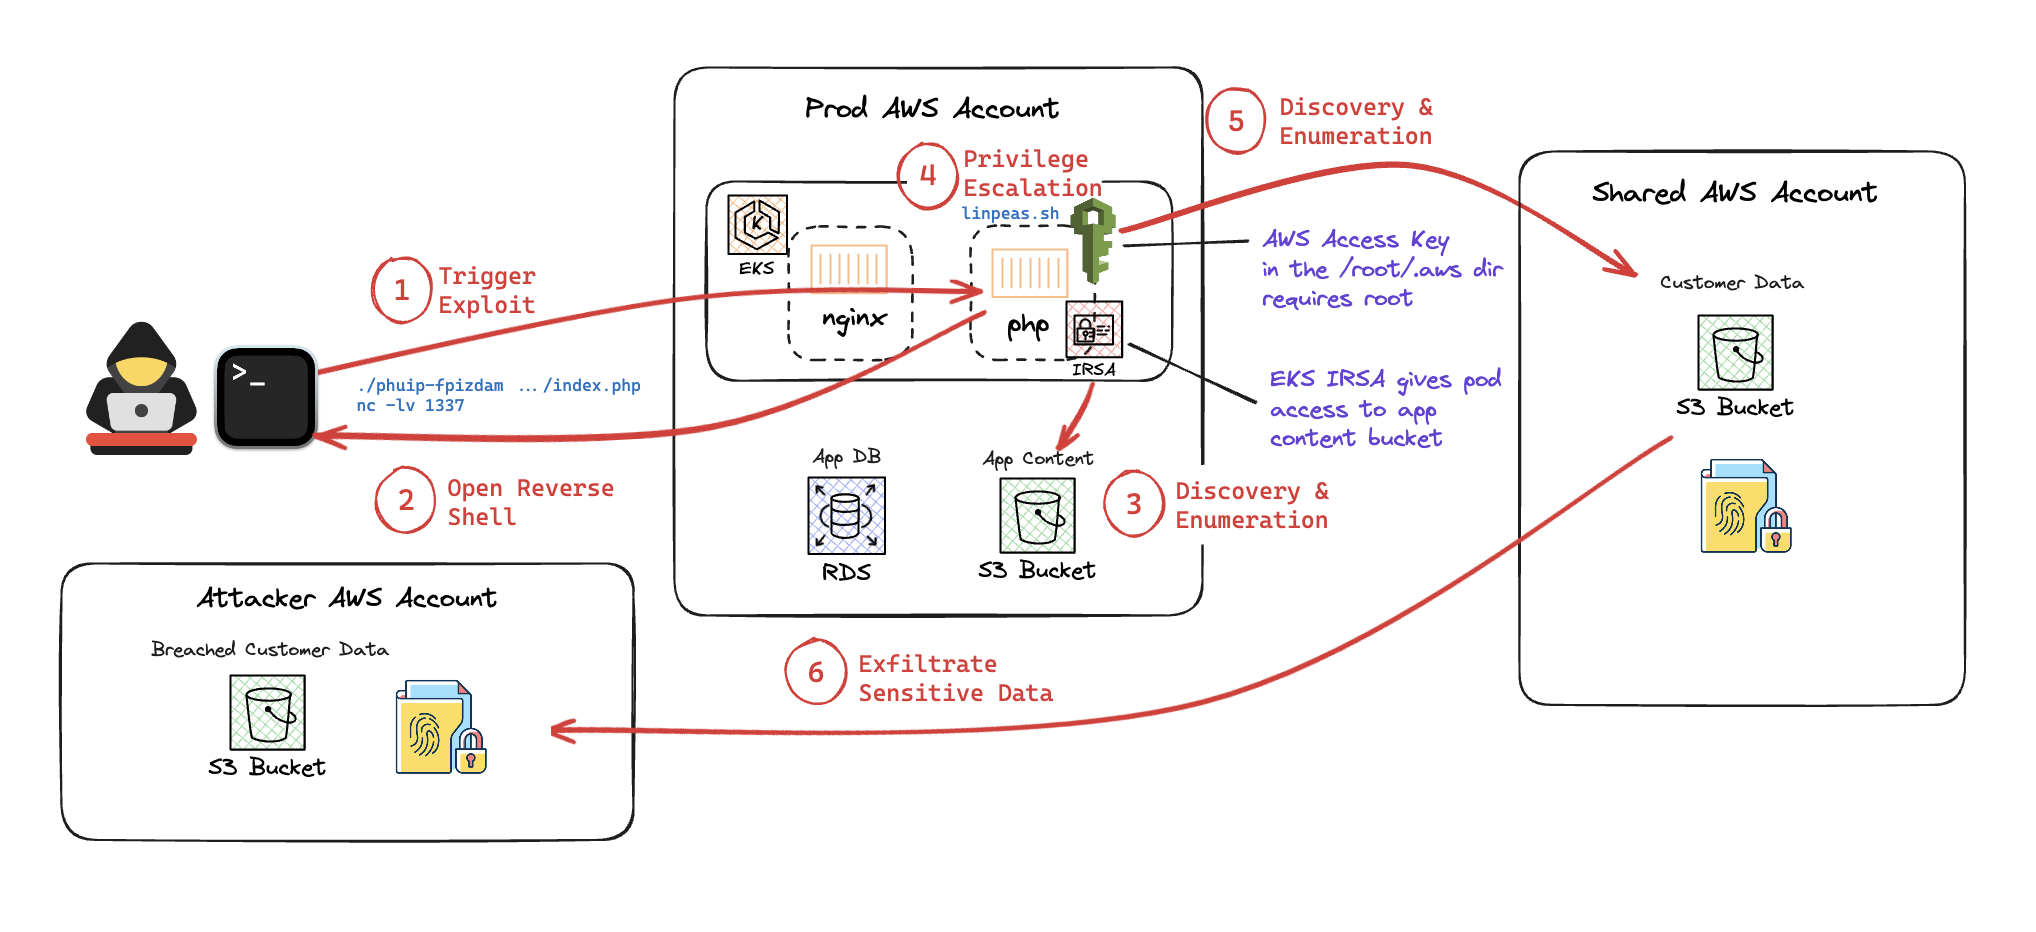 Prod AWS Account
5
Discovery &
Enumeration
4
Privilege
Escalation
linpeas.sh
Shared AWS Account
EKS
nginx
php
IRSA
AWS Access Key
in the /root/.aws dir
requires root
1
Trigger
Exploit
>_
./phuip-fpizdam .../index.php
nc -lv 1337
EKS IRSA gives pod
access to app
content bucket
Customer Data
S3 Bucket
2
Open Reverse
Shell
App DB
RDS
App Content
S3 Bucket
3
Discovery &
Enumeration
Attacker AWS Account
Breached Customer Data
S3 Bucket
6
Exfiltrate
Sensitive Data